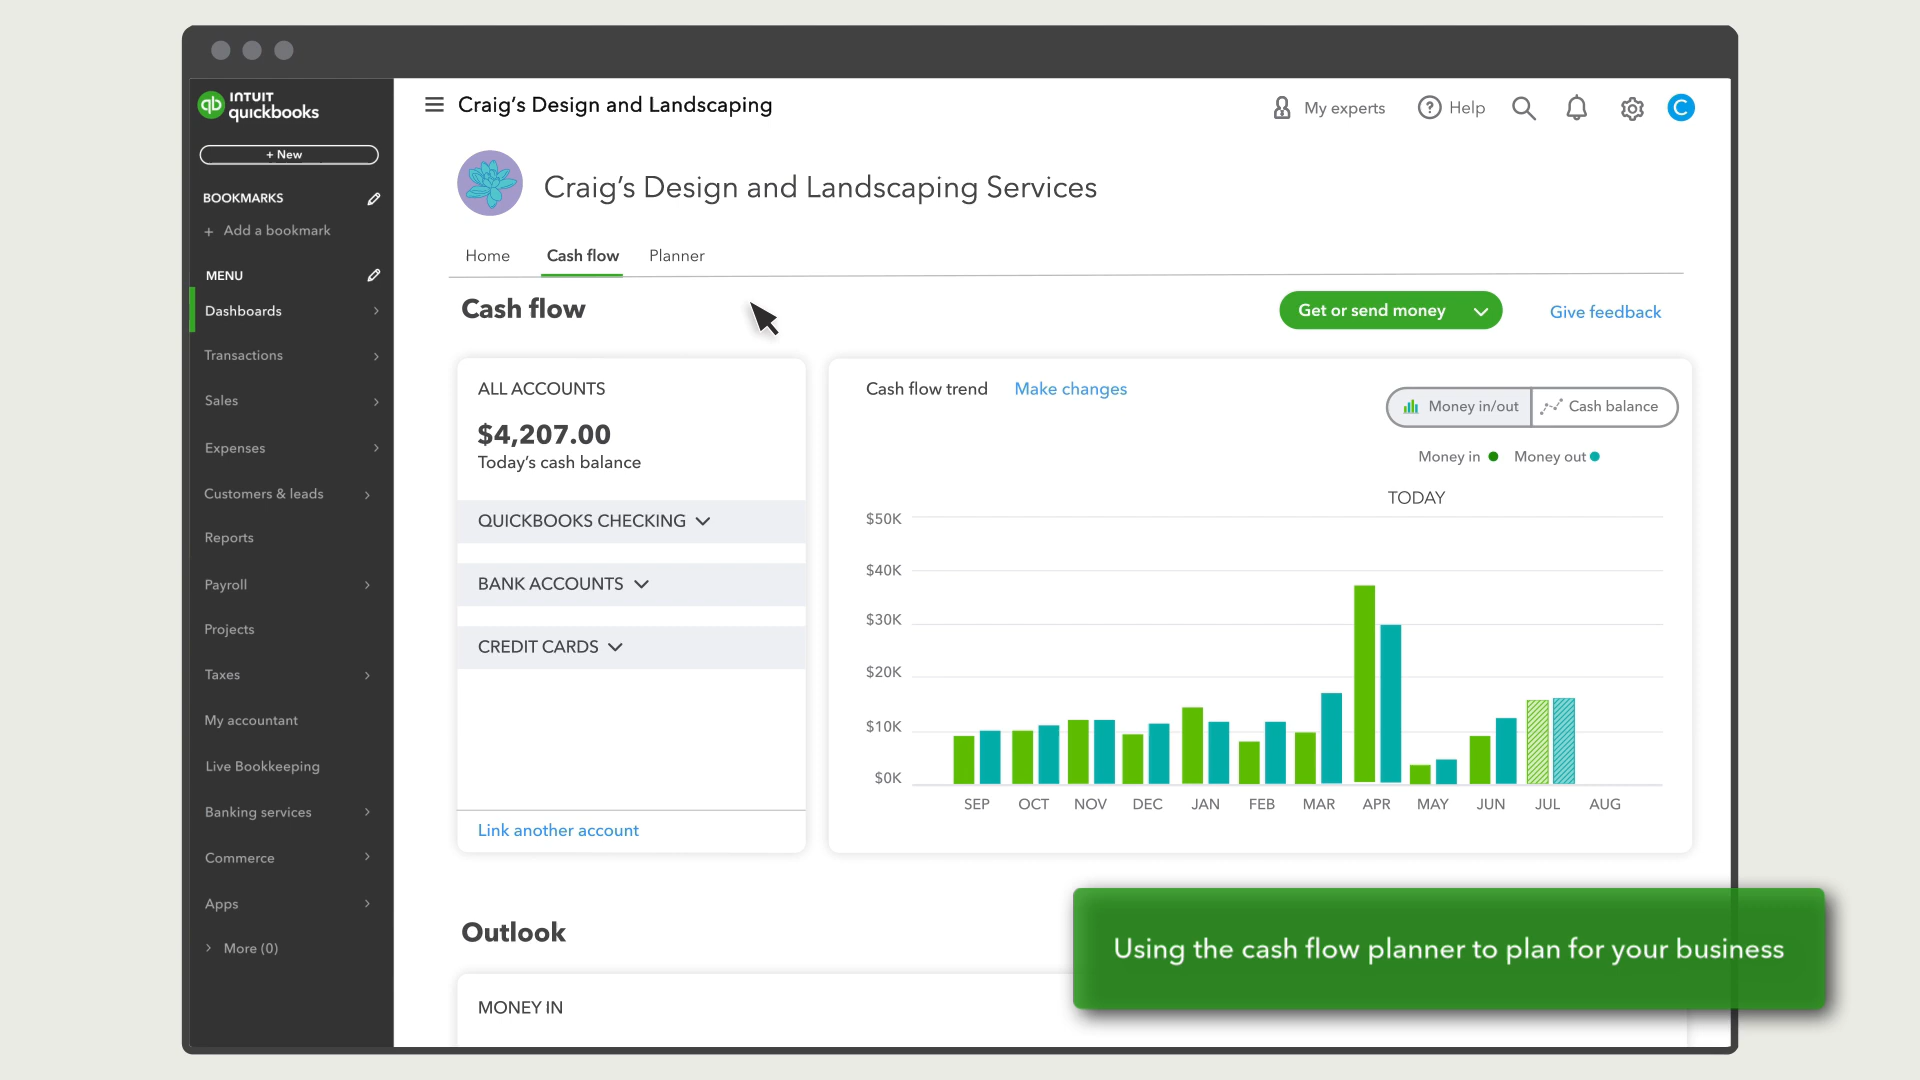 INTUIT
qb quickbooks
+ New
BOOKMARKS
+ Add a bookmark
MENU
Dashboards
Transactions
Sales
Expenses
Customers & leads
Reports
Payroll
Projects
Taxes
My accountant
Live Bookkeeping
Banking services
Commerce
Apps
More (0)
Craig’s Design and Landscaping
My experts
Help
C
Craig’s Design and Landscaping Services
Home Cash flow Planner
Cash flow
Get or send money
Give feedback
ALL ACCOUNTS
$4,207.00
Today’s cash balance
QUICKBOOKS CHECKING
BANK ACCOUNTS
CREDIT CARDS
Link another account
Cash flow trend Make changes
Money in/out Cash balance
Money in Money out
TODAY
$50K
$40K
$30K
$20K
$10K
$0K
SEP OCT NOV DEC JAN FEB MAR APR MAY JUN JUL AUG
Outlook
MONEY IN
Using the cash flow planner to plan for your business